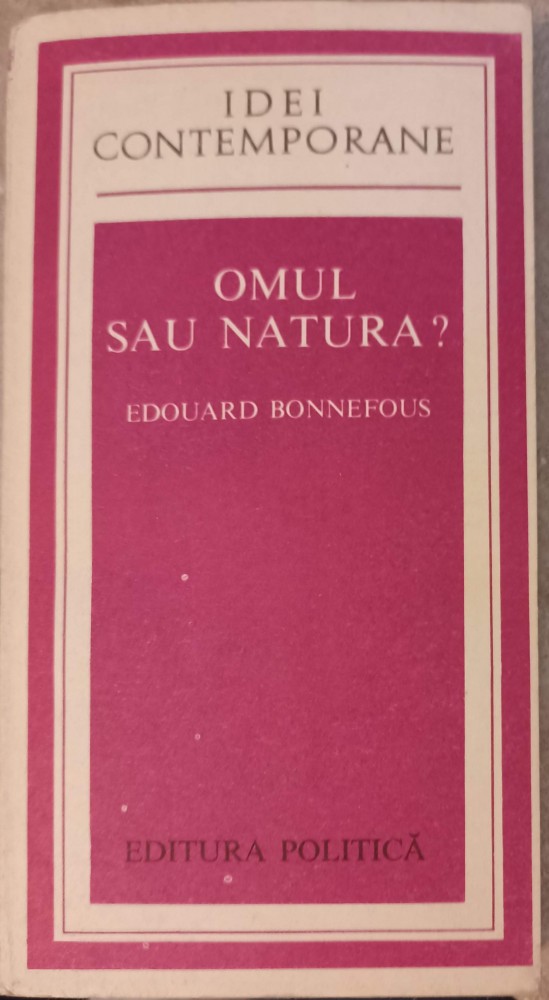 IDEI
CONTEMPORANE
OMUL
SAU NATURA?
EDOUARD BONNEFOUS
EDITURA POLITICĂ